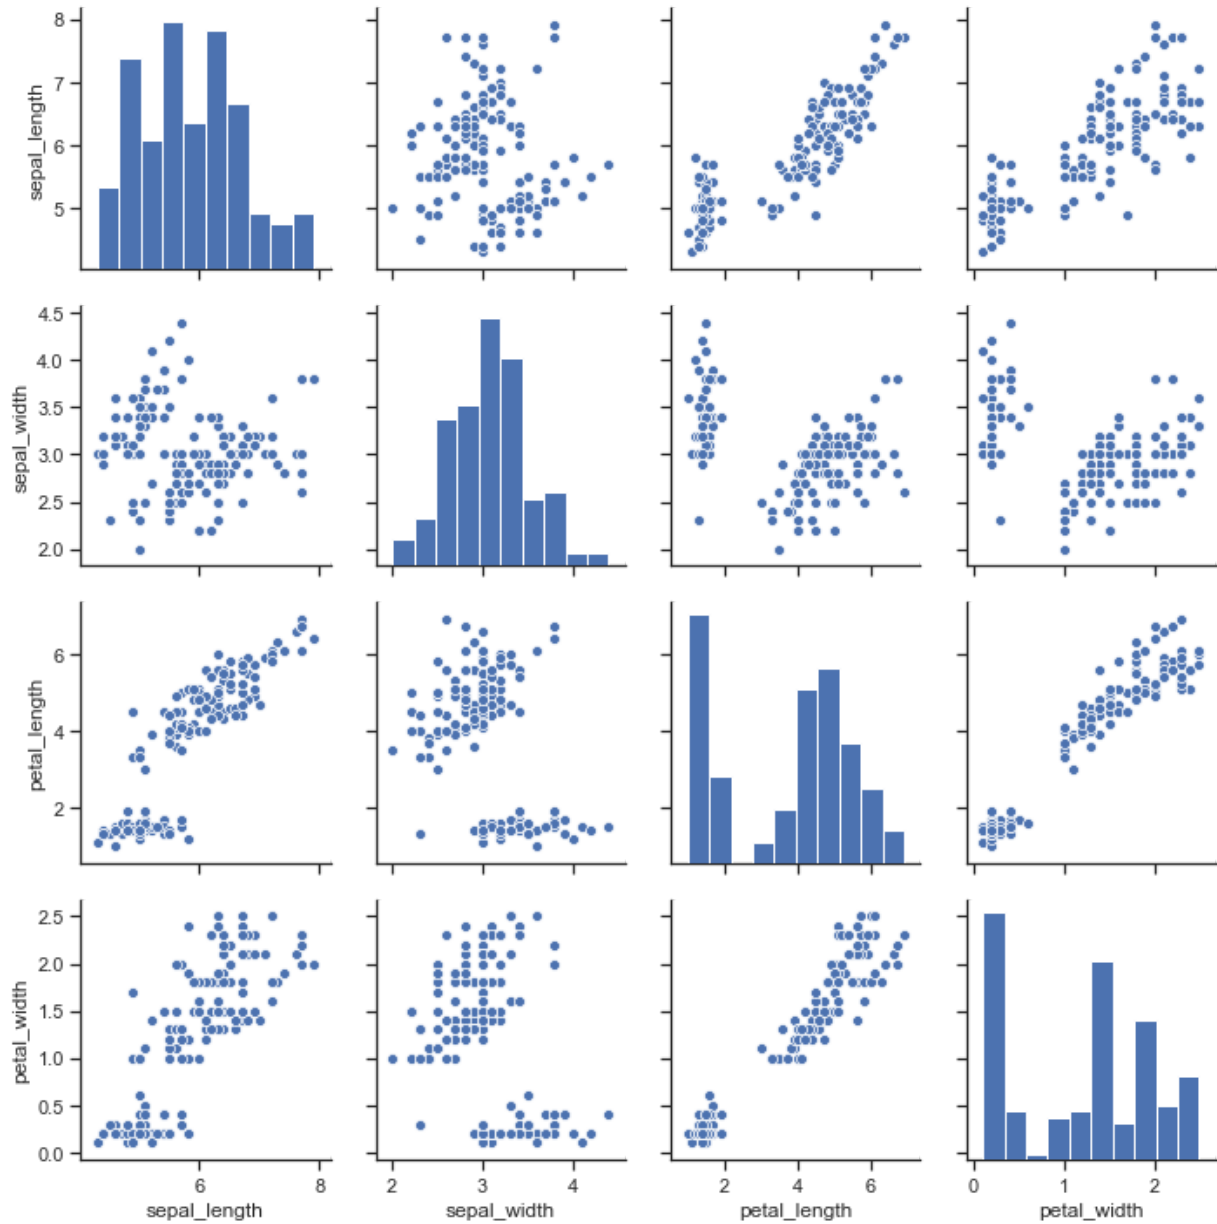 8
7
6
5
sepal_length
4.5
4.0
3.5
3.0
2.5
2.0
sepal_width
6
4
2
petal_length
2.5
2.0
1.5
1.0
0.5
0.0
petal_width
6 8
2 3 4
2 4 6
0 1 2
sepal_length sepal_width petal_length petal_width